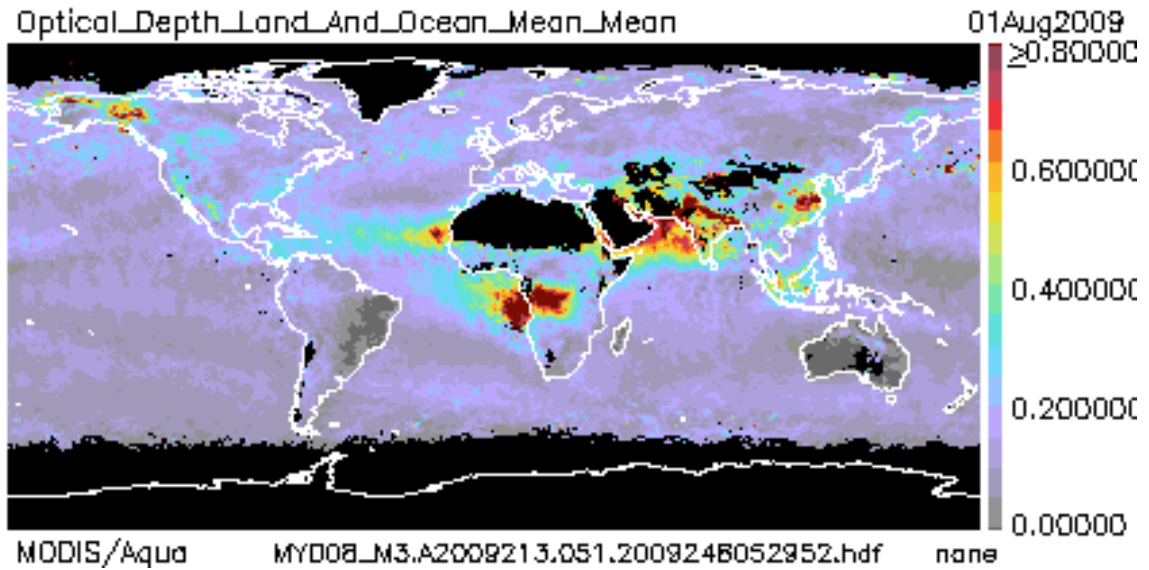 Optical_Depth_Land_And_Ocean_Mean_Mean 01Aug2009
≥0.80000
0.600000
0.400000
0.200000
0.00000
MODIS/Aqua MYD08_M3.A2009213.051.2009246052952.hdf none